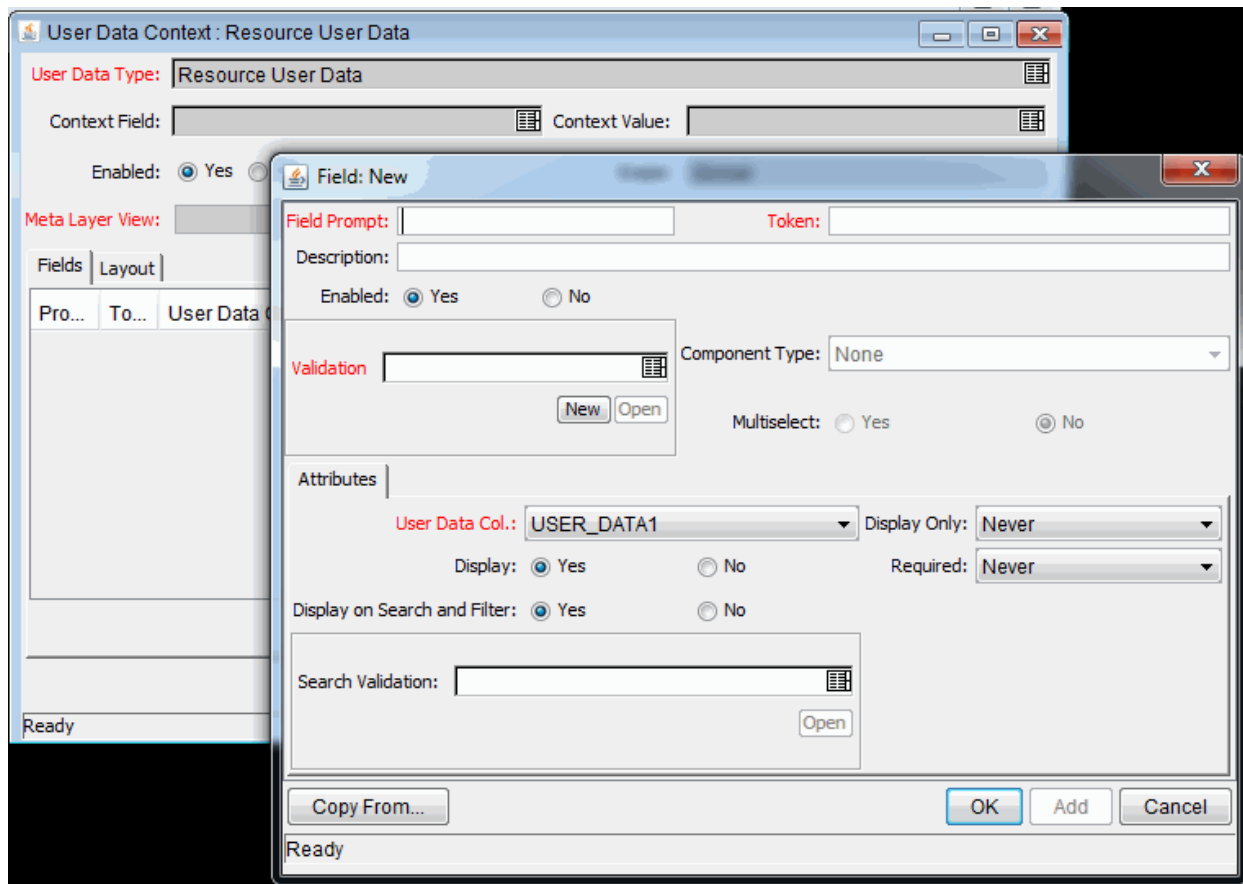 User Data Context : Resource User Data
User Data Type: Resource User Data
Context Field: Context Value:
Enabled: Yes
Meta Layer View:
Fields Layout
Pro... To... User Data
Field: New
Field Prompt: Token:
Description:
Enabled: Yes No
Validation
Component Type: None
New Open
Multiselect: Yes No
Attributes
User Data Col.: USER_DATA1 Display Only: Never
Display: Yes No Required: Never
Display on Search and Filter: Yes No
Search Validation:
Open
Copy From... OK Add Cancel
Ready
Ready